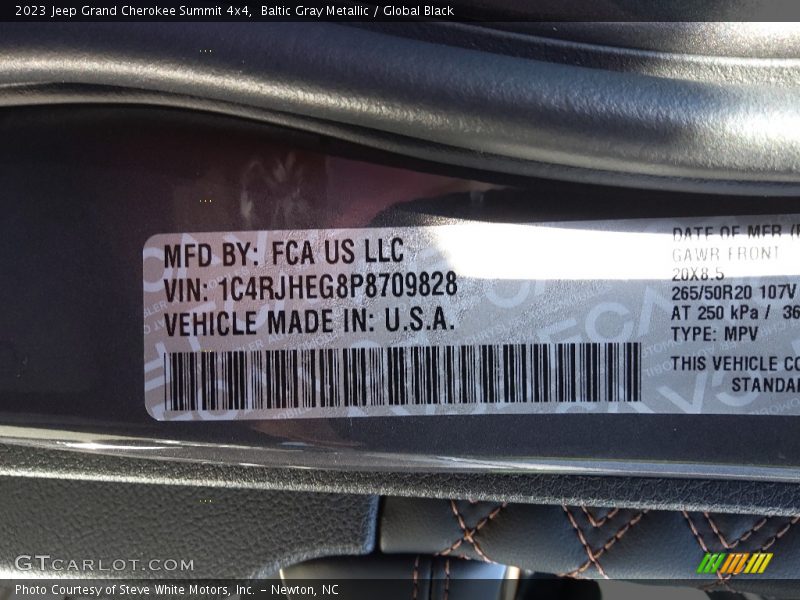 2023 Jeep Grand Cherokee Summit 4x4,  Baltic Gray Metallic / Global Black
MFD BY: FCA US LLC
VIN: 1C4RJHEG8P8709828
VEHICLE MADE IN: U.S.A.
DATE OF MFR
GAWR FRONT
20X8.5
265/50R20 107V
AT 250 kPa / 36
TYPE: MPV
THIS VEHICLE CO
STANDAR
GTCARLOT.COM
Photo Courtesy of Steve White Motors, Inc. – Newton, NC